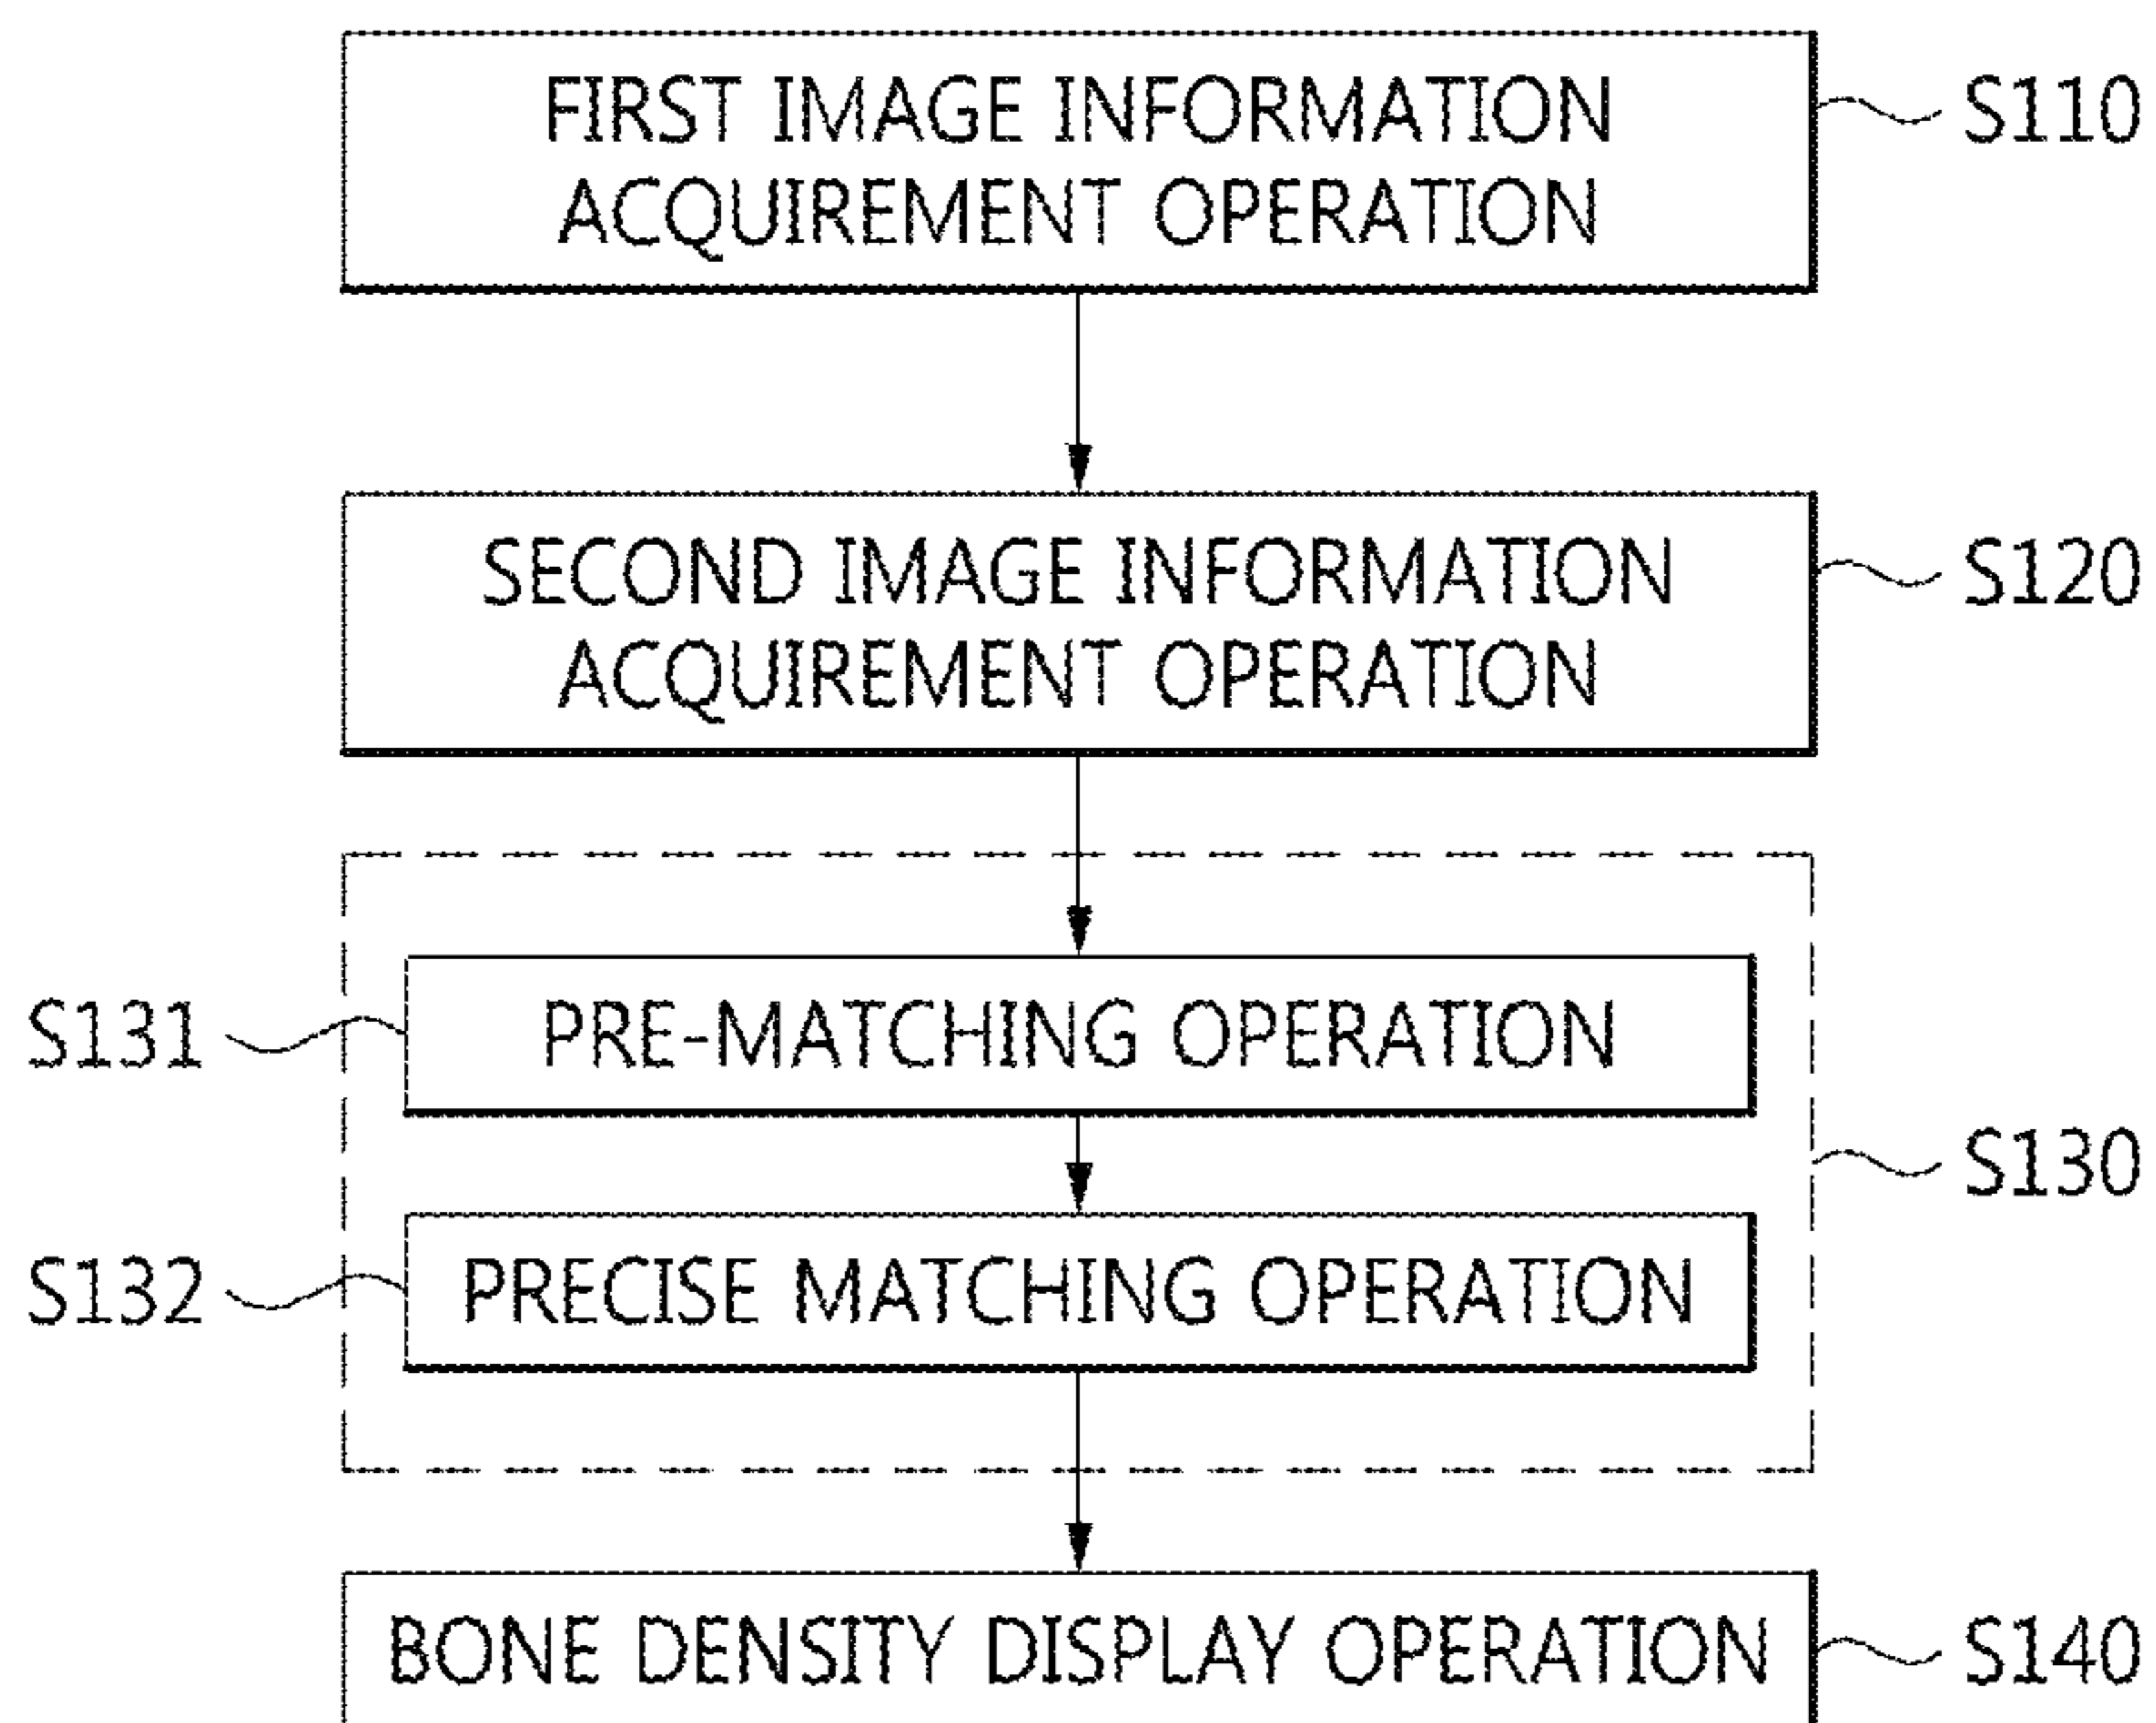 FIRST IMAGE INFORMATION
ACQUIREMENT OPERATION
S110
SECOND IMAGE INFORMATION
ACQUIREMENT OPERATION
S120
S131
PRE-MATCHING OPERATION
S130
S132
PRECISE MATCHING OPERATION
BONE DENSITY DISPLAY OPERATION
S140